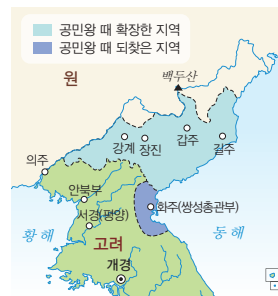 공민왕 때 확장한 지역
공민왕 때 되찾은 지역
원
백두산
강계
장진
갑주
길주
의주
안북부
화주(쌍성총관부)
서경(평양)
황해
동해
고려
개경